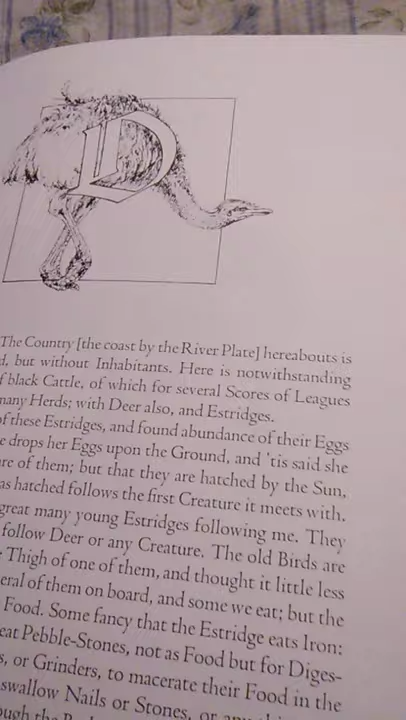 D
The Country [the coast by the River Plate] hereabouts is
but without Inhabitants. Here is notwithstanding
black Cattle, of which for several Scores of Leagues
many Herds; with Deer also, and Estridges.
of these Estridges, and found abundance of their Eggs
drops her Eggs upon the Ground, and 'tis said she
of them; but that they are hatched by the Sun,
as hatched follows the first Creature it meets with.
great many young Estridges following me. They
follow Deer or any Creature. The old Birds are
Thigh of one of them, and thought it little less
of them on board, and some we eat; but the
Food. Some fancy that the Estridge eats Iron:
eat Pebble-Stones, not as Food but for Diges-
or Grinders, to macerate their Food in the
swallow Nails or Stones, or
the